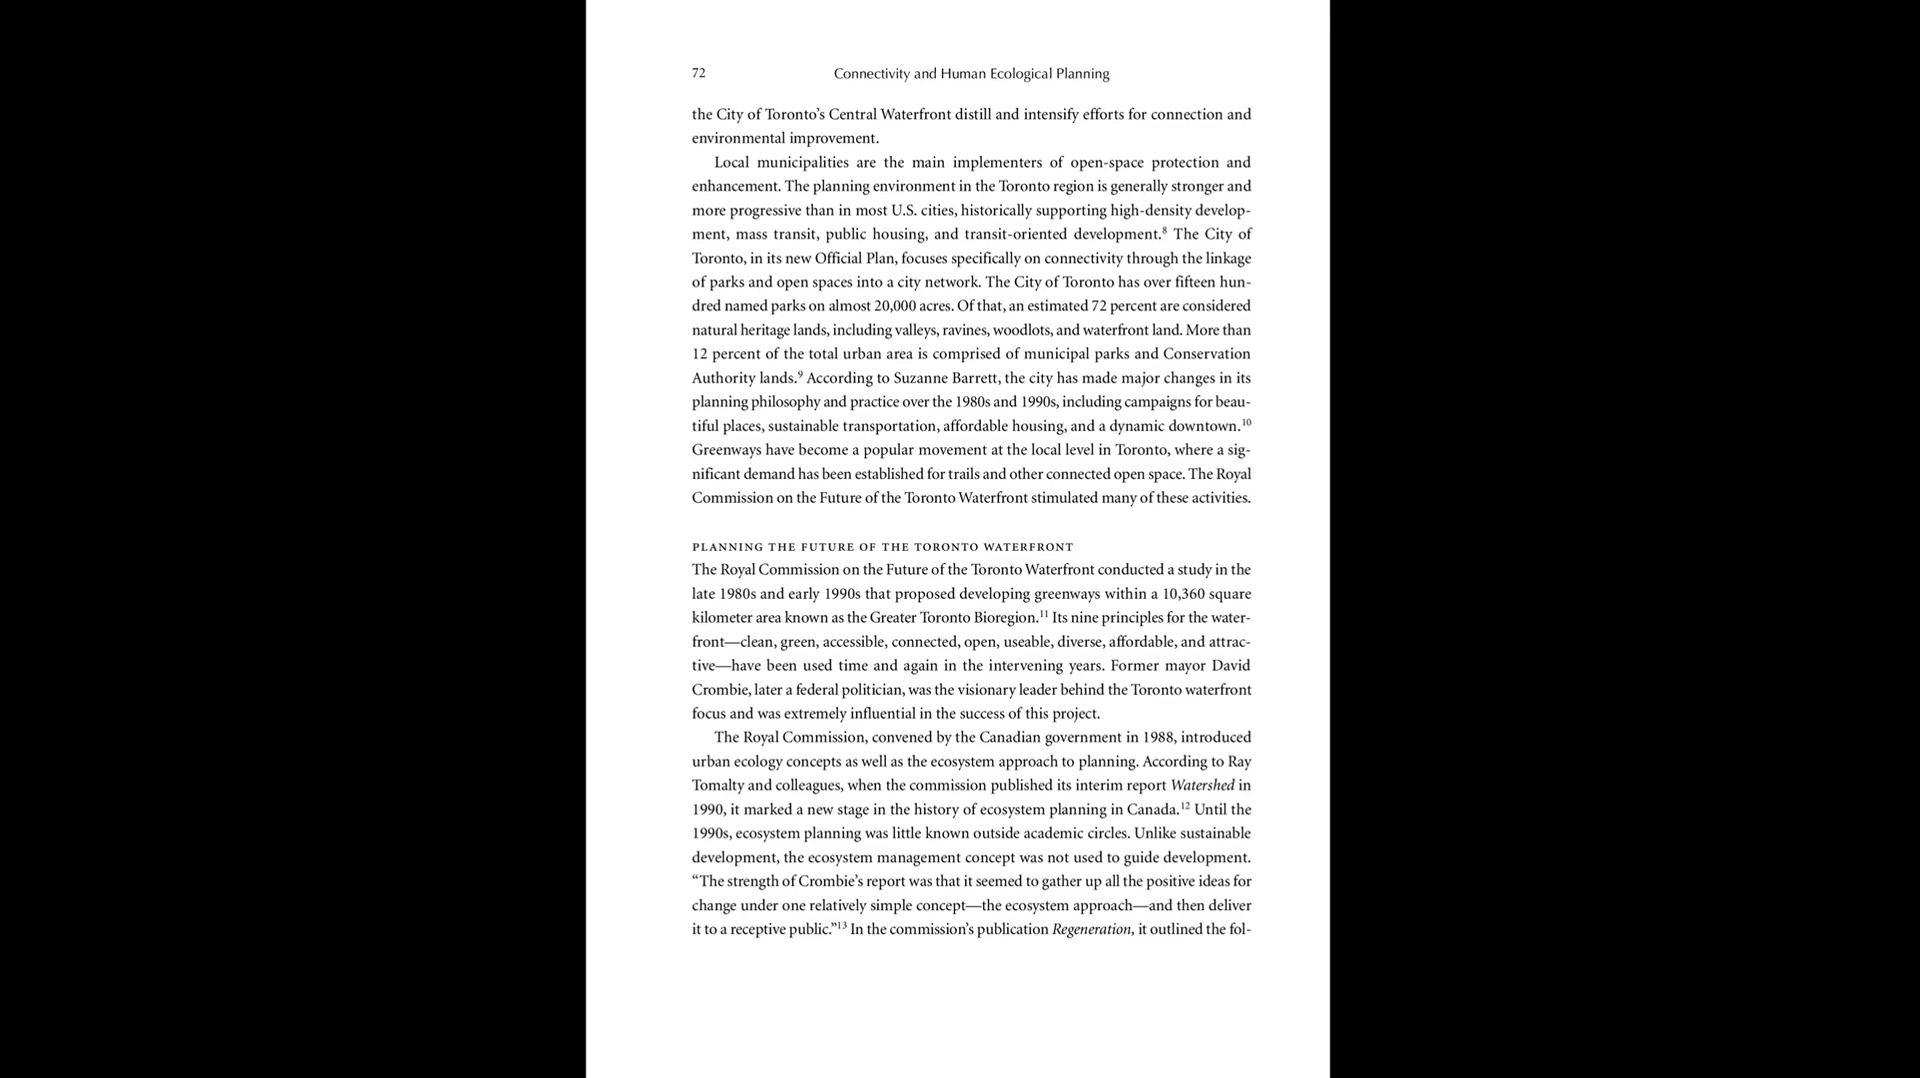 72
Connectivity and Human Ecological Planning
the City of Toronto’s Central Waterfront distill and intensify efforts for connection and
environmental improvement.
Local municipalities are the main implementers of open-space protection and
enhancement. The planning environment in the Toronto region is generally stronger and
more progressive than in most U.S. cities, historically supporting high-density develop-
ment, mass transit, public housing, and transit-oriented development.⁸ The City of
Toronto, in its new Official Plan, focuses specifically on connectivity through the linkage
of parks and open spaces into a city network. The City of Toronto has over fifteen hun-
dred named parks on almost 20,000 acres. Of that, an estimated 72 percent are considered
natural heritage lands, including valleys, ravines, woodlots, and waterfront land. More than
12 percent of the total urban area is comprised of municipal parks and Conservation
Authority lands.⁹ According to Suzanne Barrett, the city has made major changes in its
planning philosophy and practice over the 1980s and 1990s, including campaigns for beau-
tiful places, sustainable transportation, affordable housing, and a dynamic downtown.¹⁰
Greenways have become a popular movement at the local level in Toronto, where a sig-
nificant demand has been established for trails and other connected open space. The Royal
Commission on the Future of the Toronto Waterfront stimulated many of these activities.
PLANNING THE FUTURE OF THE TORONTO WATERFRONT
The Royal Commission on the Future of the Toronto Waterfront conducted a study in the
late 1980s and early 1990s that proposed developing greenways within a 10,360 square
kilometer area known as the Greater Toronto Bioregion.¹¹ Its nine principles for the water-
front—clean, green, accessible, connected, open, useable, diverse, affordable, and attrac-
tive—have been used time and again in the intervening years. Former mayor David
Crombie, later a federal politician, was the visionary leader behind the Toronto waterfront
focus and was extremely influential in the success of this project.
The Royal Commission, convened by the Canadian government in 1988, introduced
urban ecology concepts as well as the ecosystem approach to planning. According to Ray
Tomalty and colleagues, when the commission published its interim report Watershed in
1990, it marked a new stage in the history of ecosystem planning in Canada.¹² Until the
1990s, ecosystem planning was little known outside academic circles. Unlike sustainable
development, the ecosystem management concept was not used to guide development.
“The strength of Crombie’s report was that it seemed to gather up all the positive ideas for
change under one relatively simple concept—the ecosystem approach—and then deliver
it to a receptive public.”¹³ In the commission’s publication Regeneration, it outlined the fol-